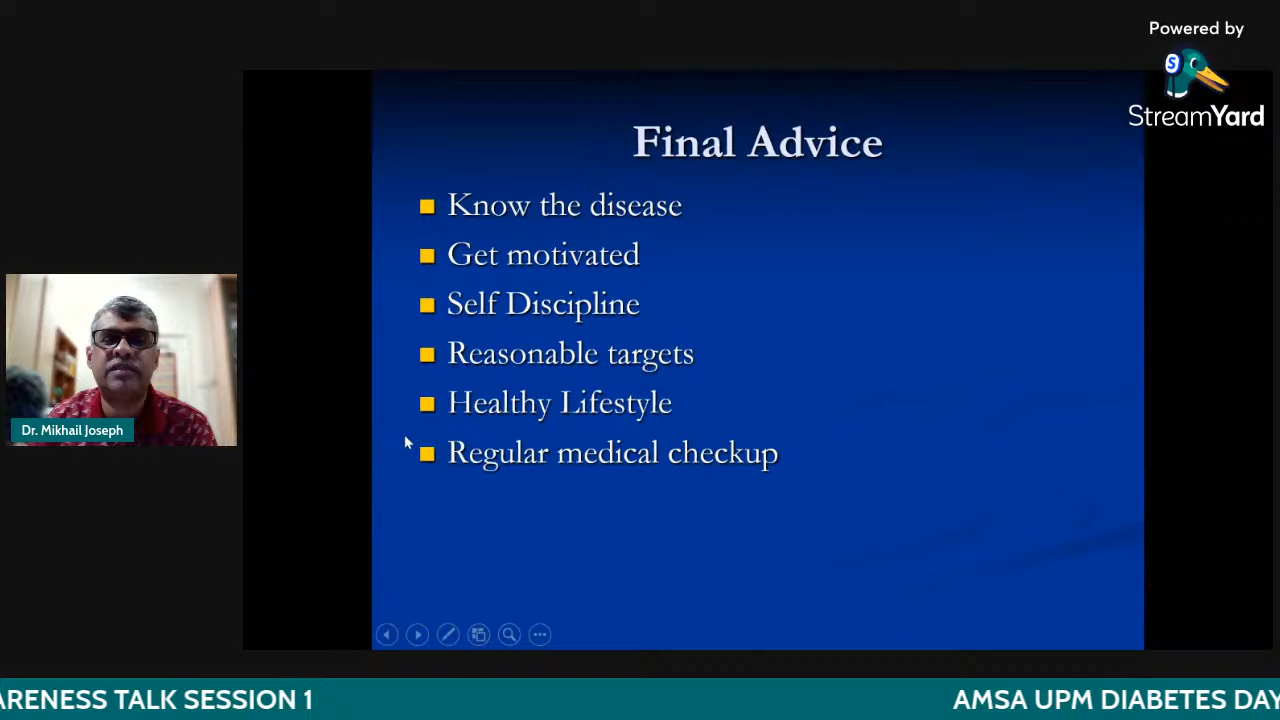 Powered by
StreamYard
Final Advice
Know the disease
Get motivated
Self Discipline
Reasonable targets
Healthy Lifestyle
Regular medical checkup
Dr. Mikhail Joseph
ARENESS TALK SESSION 1
AMSA UPM DIABETES DAY